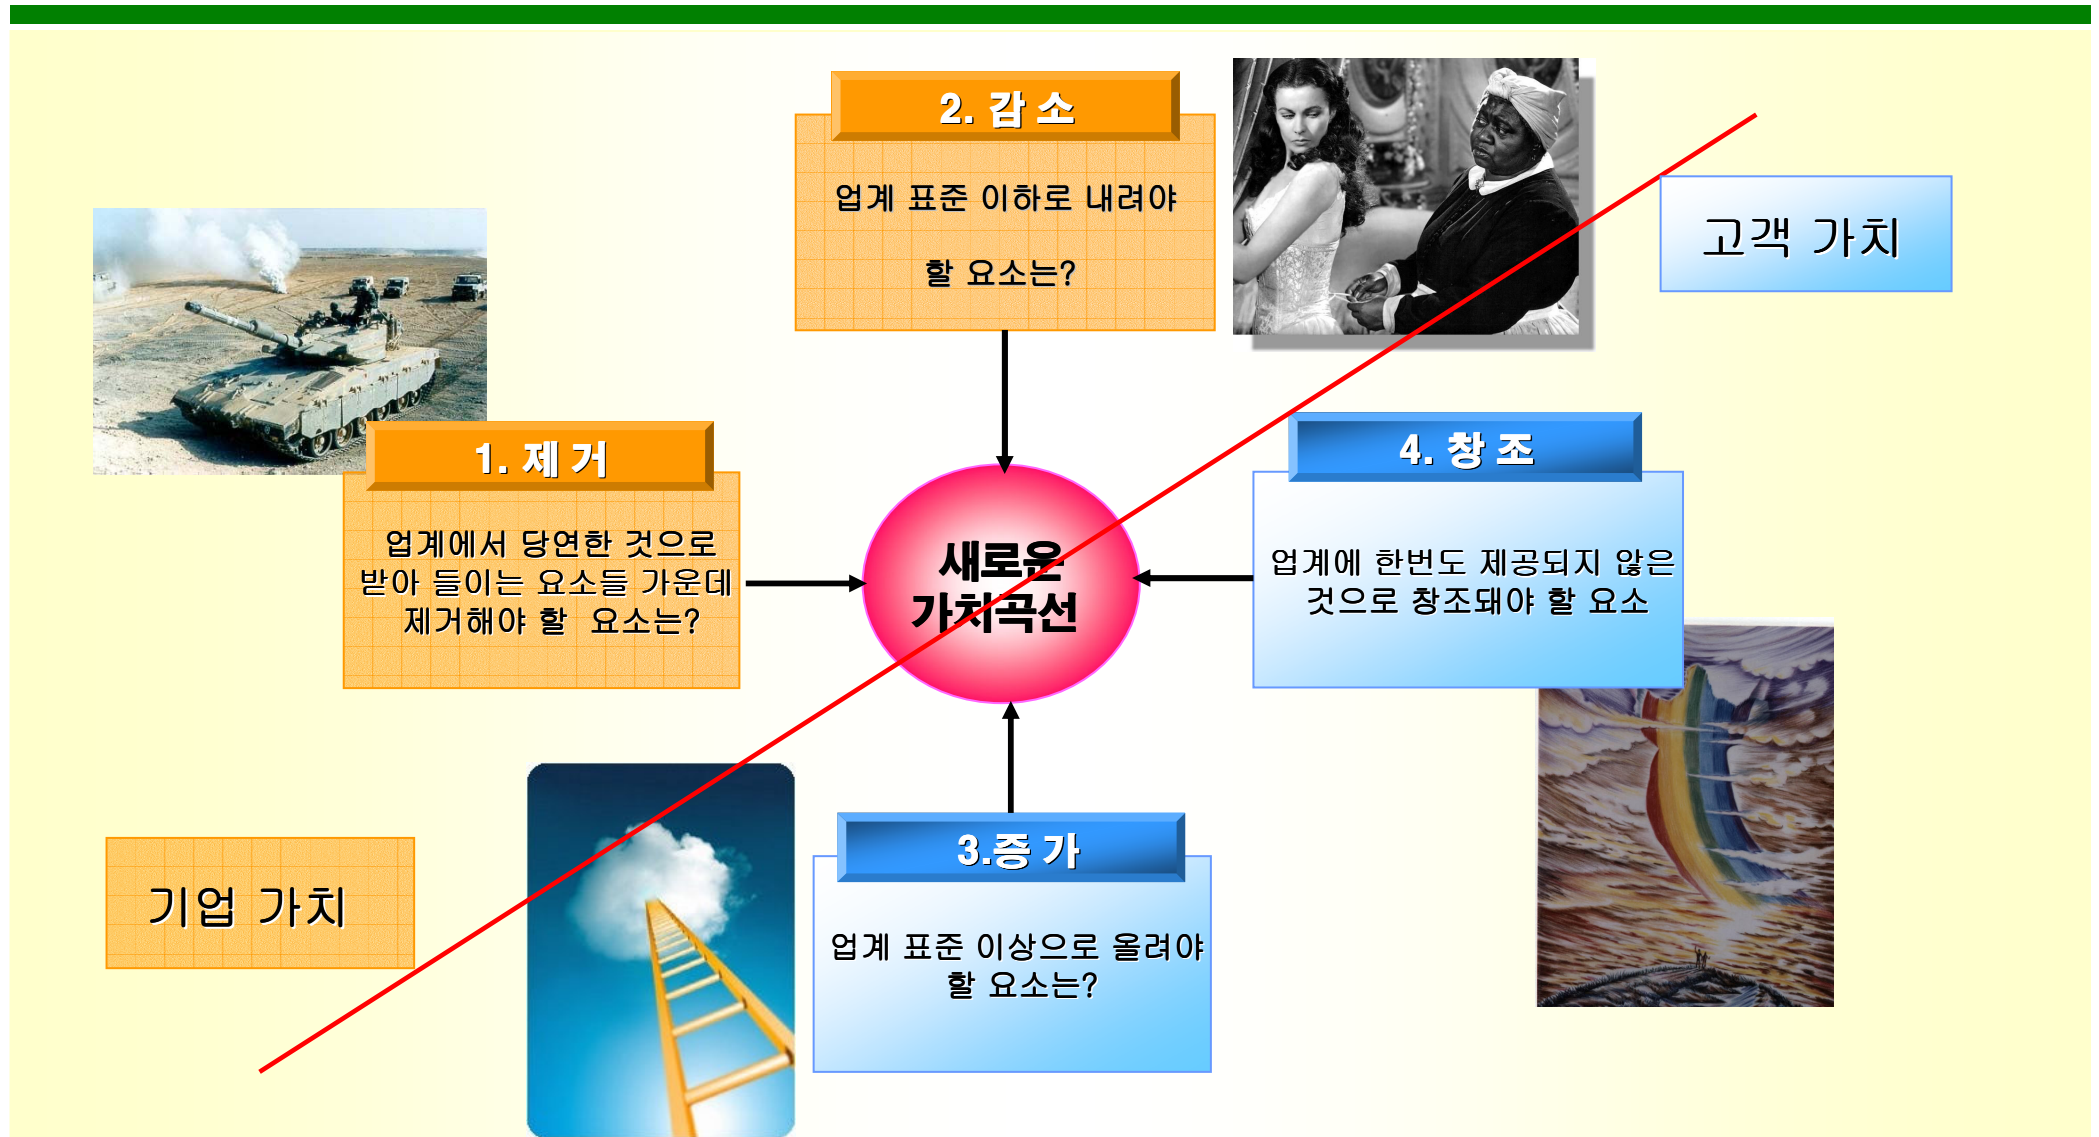 2. 감 소
업계 표준 이하로 내려야
할 요소는?
고객 가치
1. 제 거
업계에서 당연한 것으로
받아 들이는 요소들 가운데
제거해야 할 요소는?
새로운
가치곡선
4. 창 조
업계에 한번도 제공되지 않은
것으로 창조돼야 할 요소
기업 가치
3.증 가
업계 표준 이상으로 올려야
할 요소는?